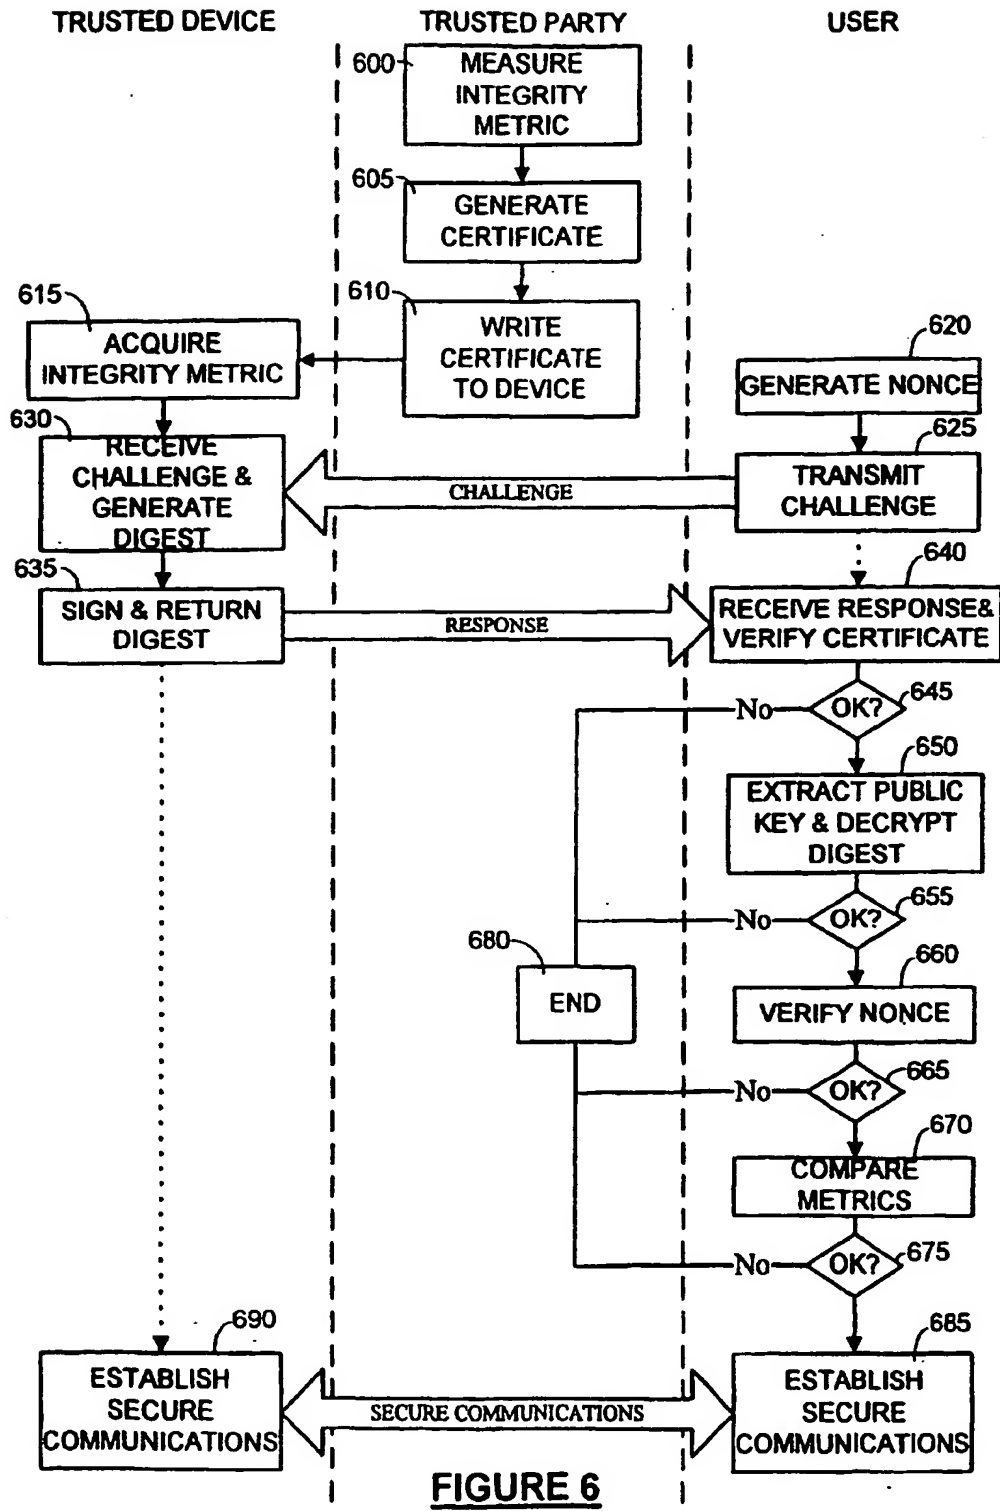 TRUSTED DEVICE
TRUSTED PARTY
USER
600
MEASURE
INTEGRITY
METRIC
605
GENERATE
CERTIFICATE
610
WRITE
CERTIFICATE
TO DEVICE
615
ACQUIRE
INTEGRITY METRIC
620
GENERATE NONCE
630
RECEIVE
CHALLENGE &
GENERATE
DIGEST
625
TRANSMIT
CHALLENGE
CHALLENGE
635
SIGN & RETURN
DIGEST
RESPONSE
640
RECEIVE RESPONSE&
VERIFY CERTIFICATE
645
OK?
No
650
EXTRACT PUBLIC
KEY & DECRYPT
DIGEST
655
OK?
No
680
END
660
VERIFY NONCE
665
OK?
No
670
COMPARE
METRICS
675
OK?
No
690
ESTABLISH
SECURE
COMMUNICATIONS
SECURE COMMUNICATIONS
685
ESTABLISH
SECURE
COMMUNICATIONS
FIGURE 6